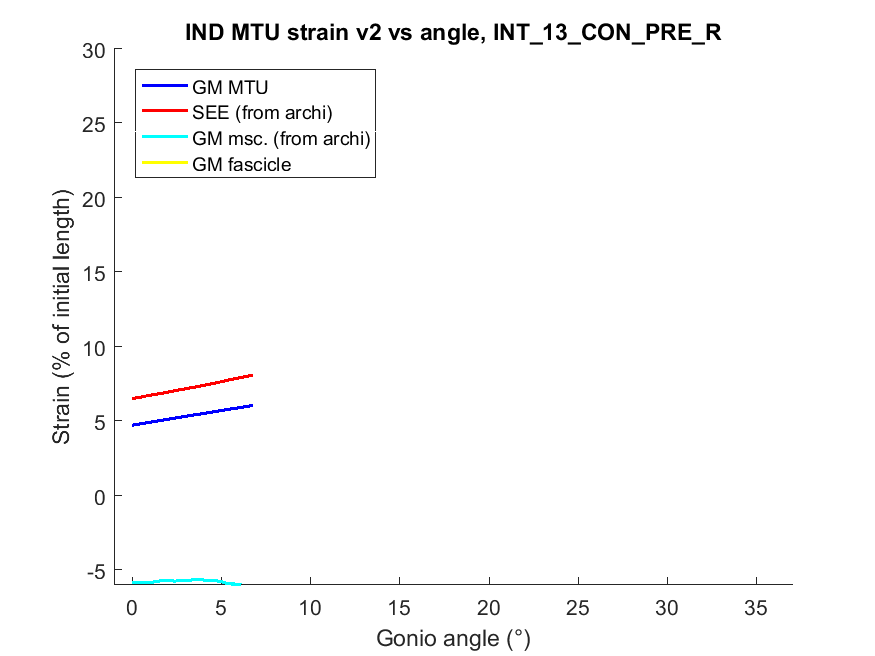 IND MTU strain v2 vs angle, INT_13_CON_PRE_R
30
25
20
15
10
5
0
-5
Strain (% of initial length)
GM MTU
SEE (from archi)
GM msc. (from archi)
GM fascicle
0 5 10 15 20 25 30 35
Gonio angle (°)